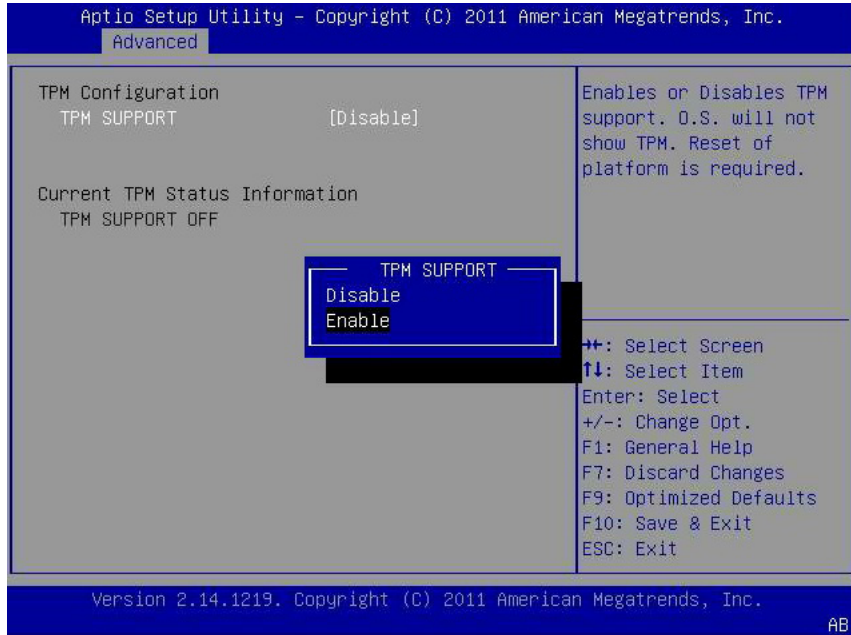 Aptio Setup Utility – Copyright (C) 2011 American Megatrends, Inc.
Advanced
TPM Configuration
TPM SUPPORT [Disable]
Current TPM Status Information
TPM SUPPORT OFF
TPM SUPPORT
Disable
Enable
Enables or Disables TPM
support. O.S. will not
show TPM. Reset of
platform is required.
→←: Select Screen
↑↓: Select Item
Enter: Select
+/-: Change Opt.
F1: General Help
F7: Discard Changes
F9: Optimized Defaults
F10: Save & Exit
ESC: Exit
Version 2.14.1219. Copyright (C) 2011 American Megatrends, Inc.
AB